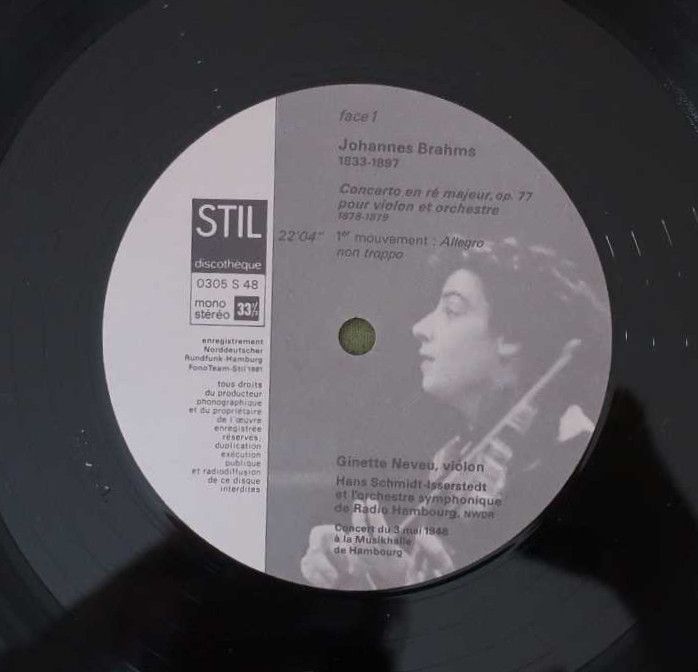 face 1
Johannes Brahms
1833-1897
Concerto en ré majeur, op. 77
pour violon et orchestre
1878-1879
22'04" 1er mouvement : Allegro
non troppo
STIL
discothèque
0305 S 48
mono
stéréo
33⅓
enregistrement
Norddeutscher
Rundfunk-Hamburg
FonoTeam-Stil 1981
tous droits
du producteur
phonographique
et du propriétaire
de l'œuvre
enregistrée
réservés,
duplication
exécution
publique
et radiodiffusion
de ce disque
interdites
Ginette Neveu, violon
Hans Schmidt-Isserstedt
et l'orchestre symphonique
de Radio Hambourg, NWDR
Concert du 3 mai 1948
à la Musikhalle
de Hambourg